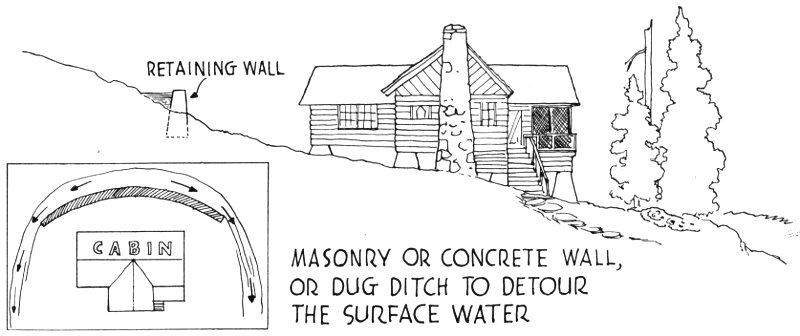 RETAINING WALL
CABIN
MASONRY OR CONCRETE WALL,
OR DUG DITCH TO DETOUR
THE SURFACE WATER